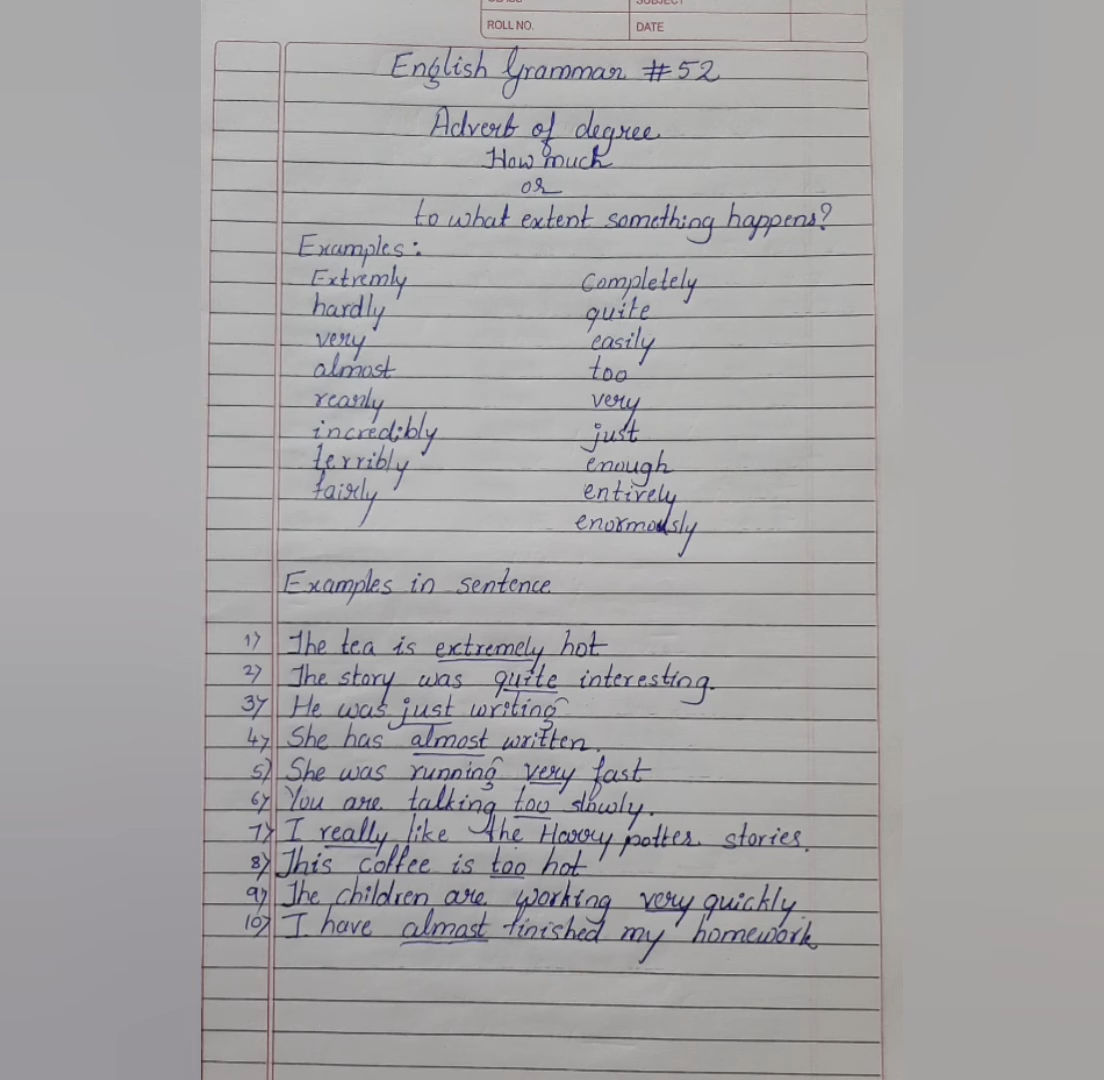 SUBJECT
ROLL NO. DATE
English Grammar #52
Adverb of degree.
How much
or
to what extent something happens?
Examples:
Extremly Completely
hardly quite
very easily
almost too
rearly very
incredibly just
terribly enough
fairly entively
enormously
Examples in sentence
1) The tea is extremely hot
2) The story was quite interesting.
3) He was just writing
4) She has almost written.
5) She was running very fast
6) You are talking too slowly.
7) I really like the Harry potter stories.
8) This coffee is too hot
9) The children are working very quickly.
10) I have almost finished my homework